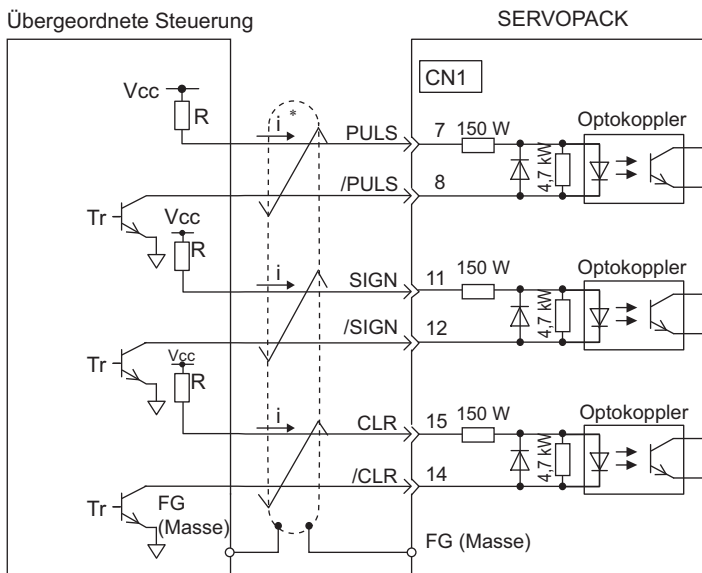 Übergeordnete Steuerung
SERVOPACK
CN1
Vcc
R
i
*
PULS
7
150 W
4,7 kW
Optokoppler
/PULS
8
Tr
Vcc
R
i
SIGN
11
150 W
4,7 kW
Optokoppler
/SIGN
12
Tr
Vcc
R
i
CLR
15
150 W
4,7 kW
Optokoppler
/CLR
14
Tr
FG
(Masse)
FG (Masse)